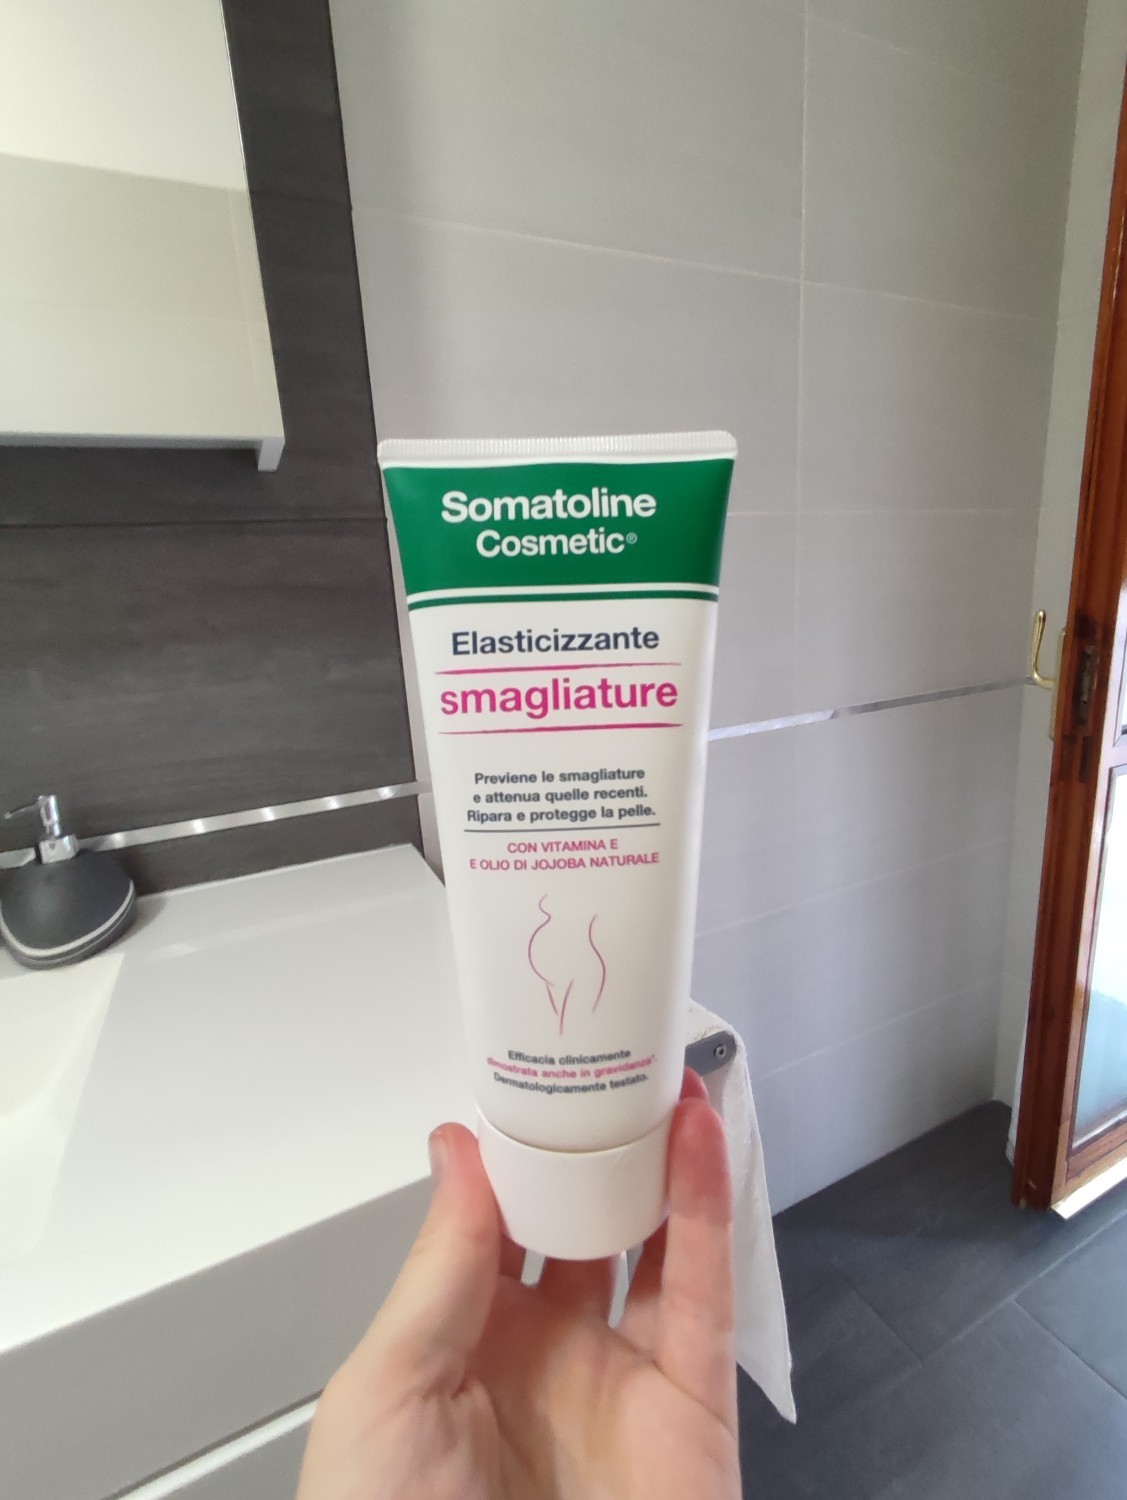 Somatoline
Cosmetic®
Elasticizzante
smagliature
Previene le smagliature
e attenua quelle recenti.
Ripara e protegge la pelle.
CON VITAMINA E
E OLIO DI JOJOBA NATURALE
Efficacia clinicamente
dimostrata anche in gravidanza*.
Dermatologicamente testato.